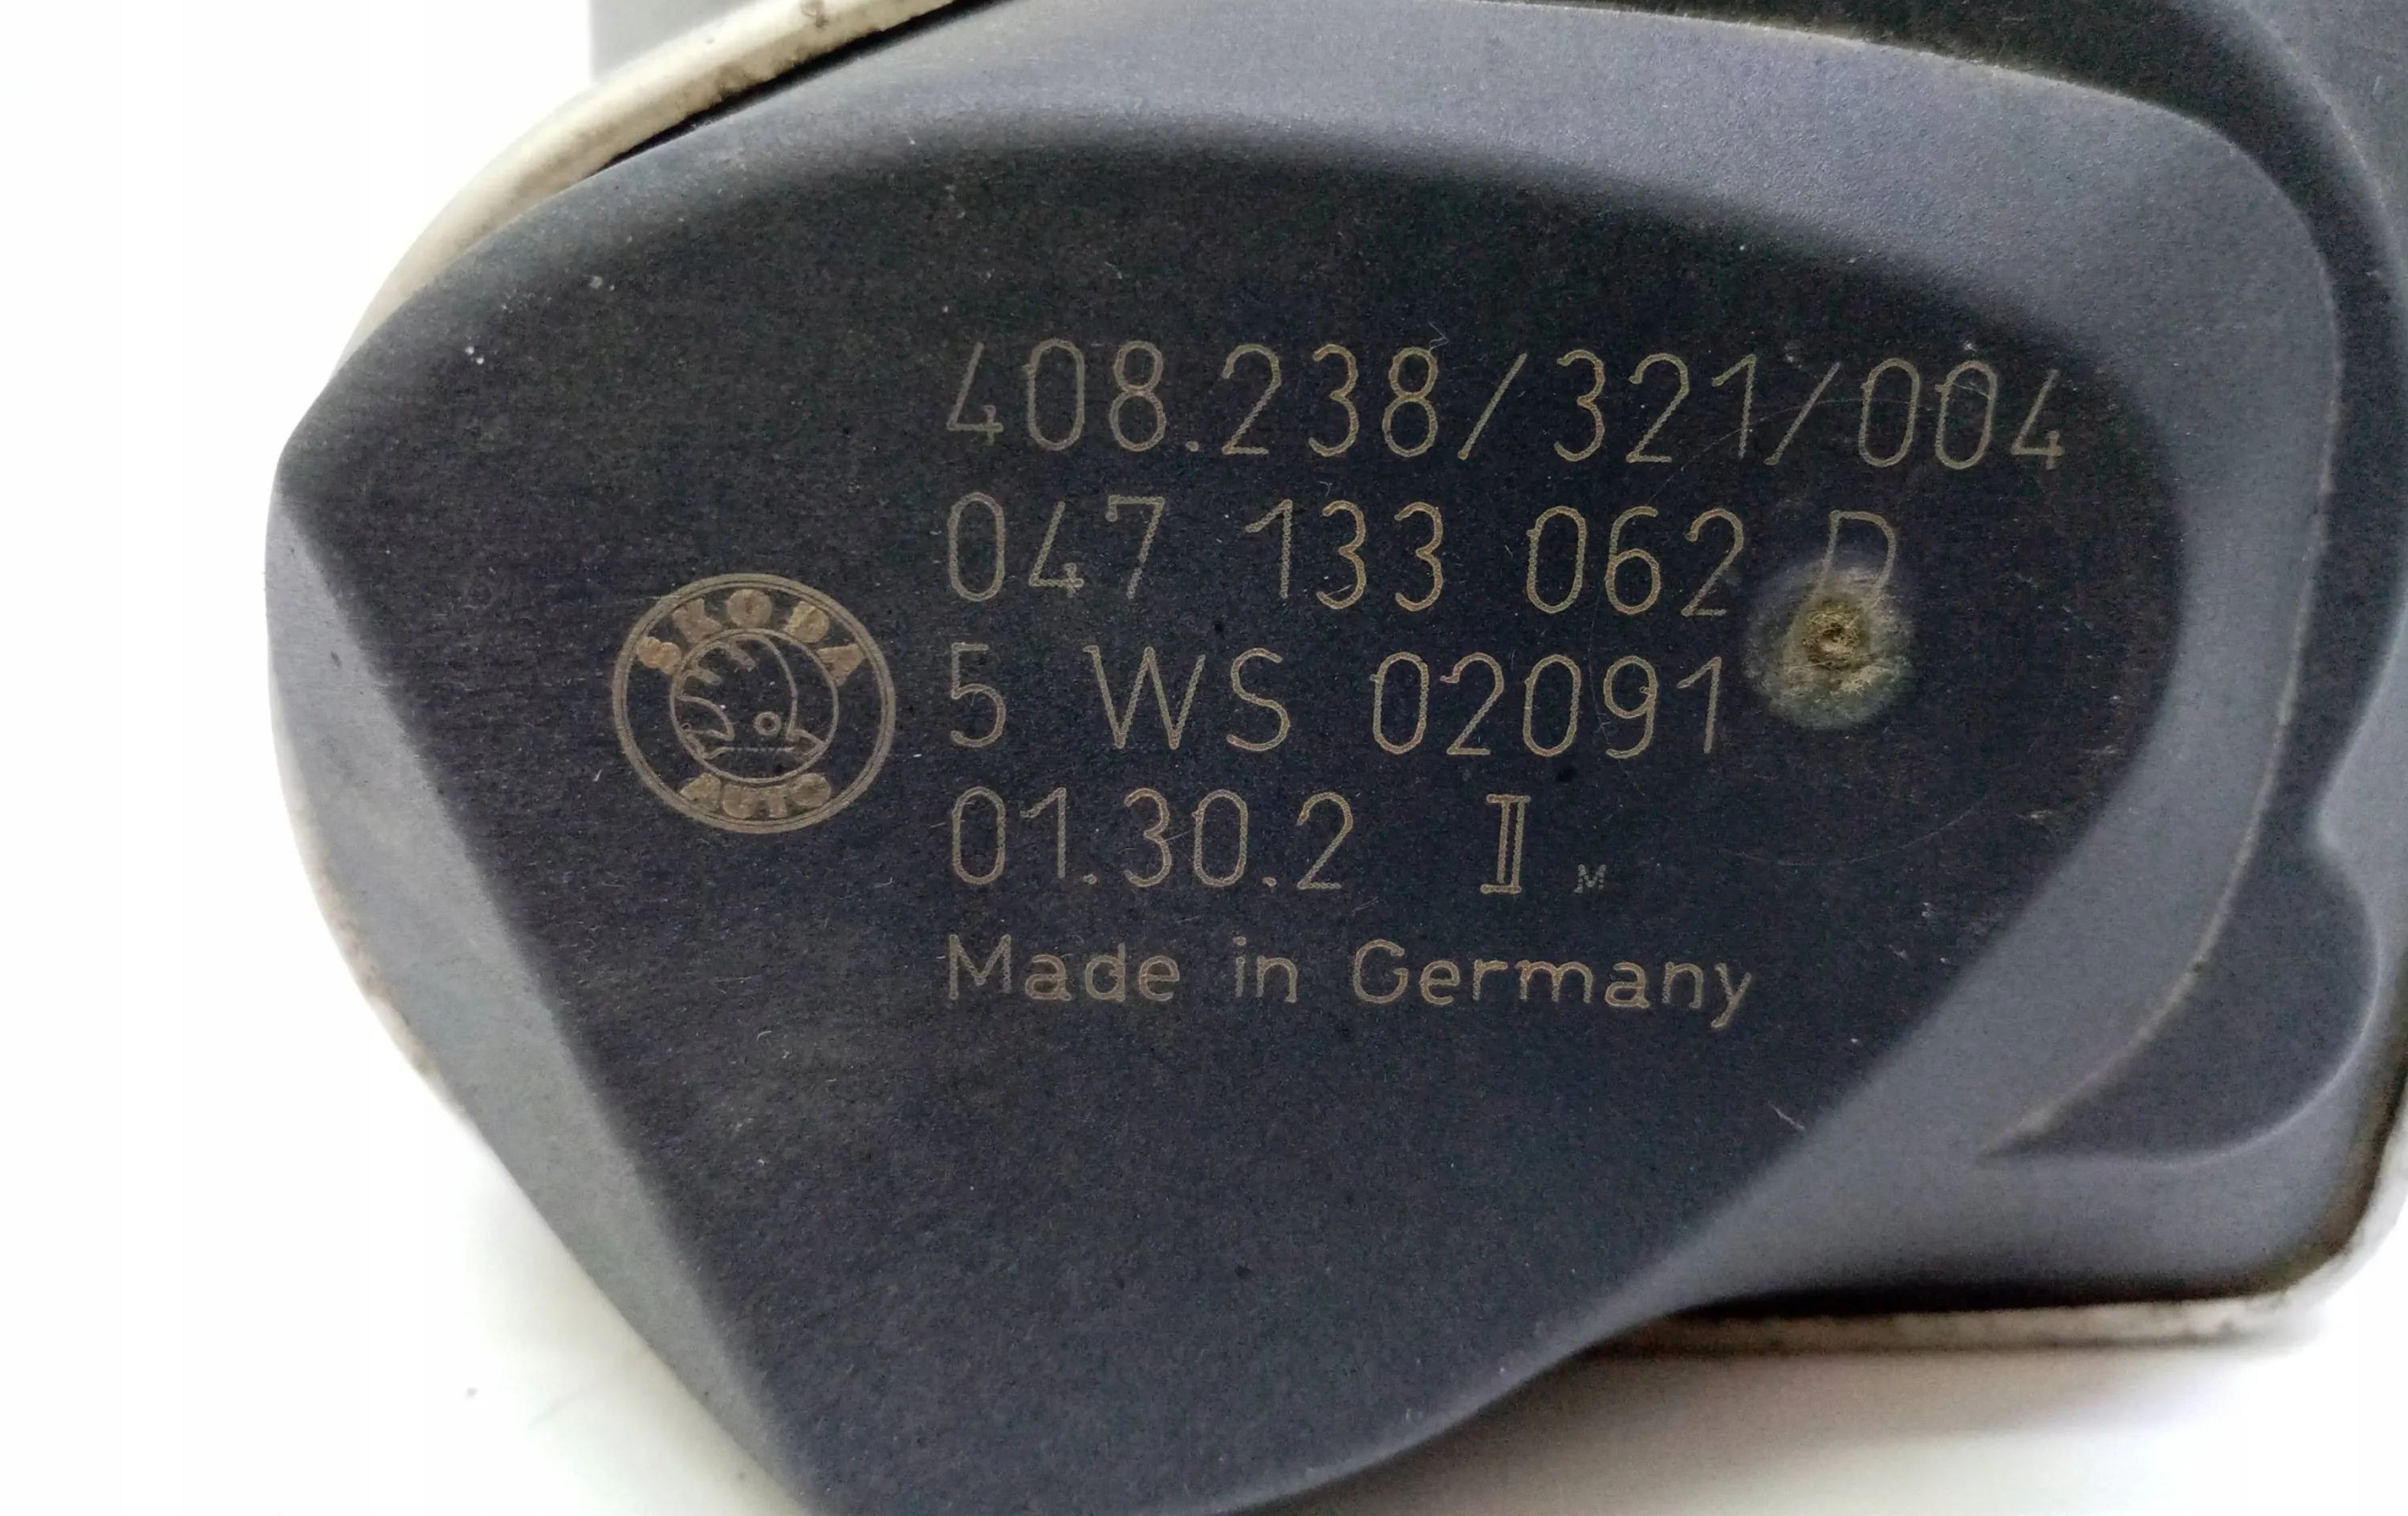 408.238/321/004
047 133 062 D
SKODA
AUTO
5 WS 02091
01.30.2 II M
Made in Germany